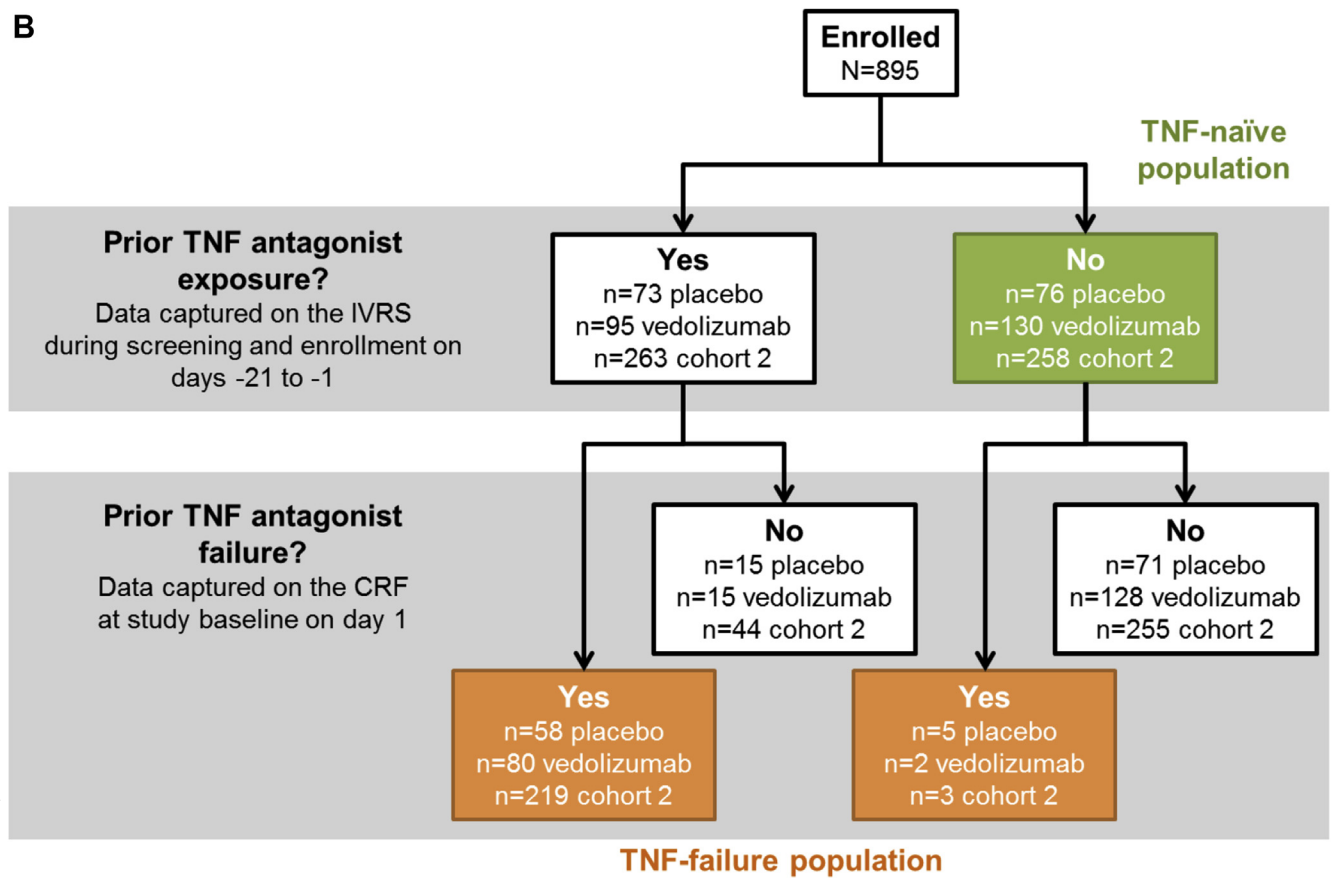 B
Enrolled
N=895
TNF-naïve
population
Prior TNF antagonist
exposure?
Data captured on the IVRS
during screening and enrollment on
days -21 to -1
Yes
n=73 placebo
n=95 vedolizumab
n=263 cohort 2
No
n=76 placebo
n=130 vedolizumab
n=258 cohort 2
Prior TNF antagonist
failure?
Data captured on the CRF
at study baseline on day 1
No
n=15 placebo
n=15 vedolizumab
n=44 cohort 2
No
n=71 placebo
n=128 vedolizumab
n=255 cohort 2
Yes
n=58 placebo
n=80 vedolizumab
n=219 cohort 2
Yes
n=5 placebo
n=2 vedolizumab
n=3 cohort 2
TNF-failure population